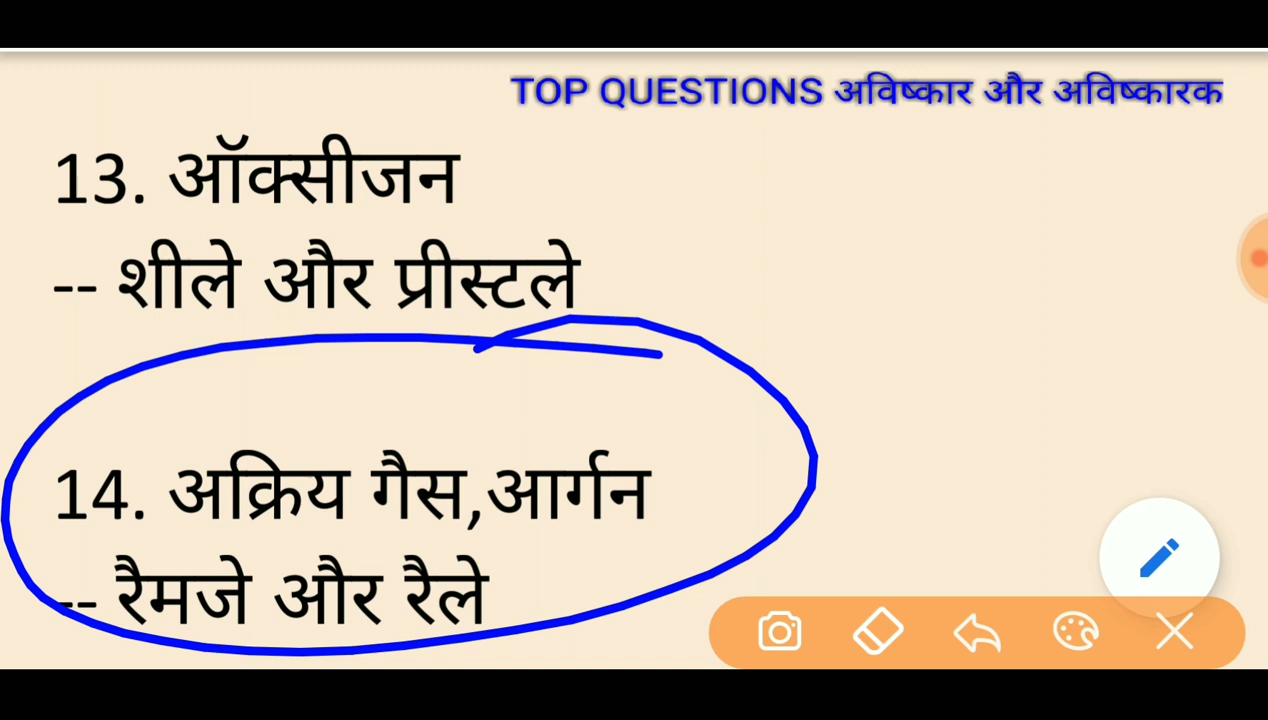 TOP QUESTIONS अविष्कार और अविष्कारक
13. ऑक्सीजन
-- शीले और प्रीस्टले
14. अक्रिय गैस,आर्गन
-- रैमजे और रैले